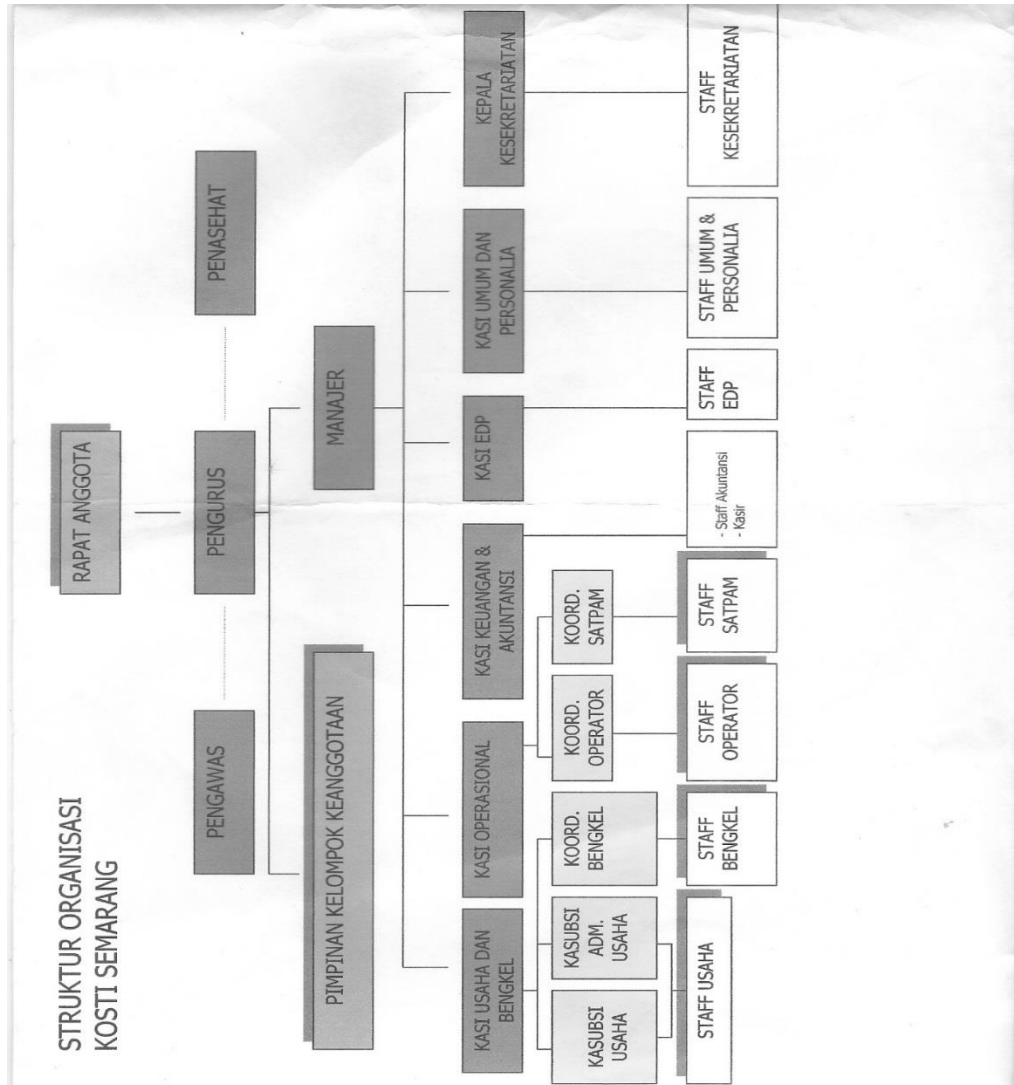 STRUKTUR ORGANISASI
KOSTI SEMARANG
RAPAT ANGGOTA
PENGAWAS
PENGURUS
PENASEHAT
PIMPINAN KELOMPOK KEANGGOTAAN
MANAJER
KASI USAHA DAN
BENGKEL
KASI OPERASIONAL
KASI KEUANGAN &
AKUNTANSI
KASI EDP
KASI UMUM DAN
PERSONALIA
KEPALA
KESEKRETARIATAN
KASUBSI
USAHA
KASUBSI
ADM.
USAHA
KOORD.
BENGKEL
KOORD.
OPERATOR
KOORD.
SATPAM
STAFF USAHA
STAFF
BENGKEL
STAFF
OPERATOR
STAFF
SATPAM
- Staff Akuntansi
- Kasir
STAFF
EDP
STAFF UMUM &
PERSONALIA
STAFF
KESEKRETARIATAN